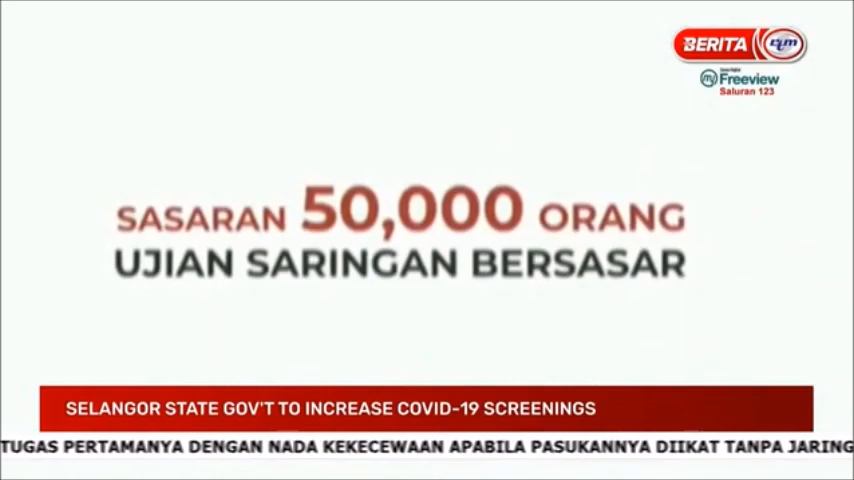 BERITA rtm
my Freeview
Saluran 123
SASARAN 50,000 ORANG
UJIAN SARINGAN BERSASAR
SELANGOR STATE GOV'T TO INCREASE COVID-19 SCREENINGS
TUGAS PERTAMANYA DENGAN NADA KEKECEWAAN APABILA PASUKANNYA DIIKAT TANPA JARING